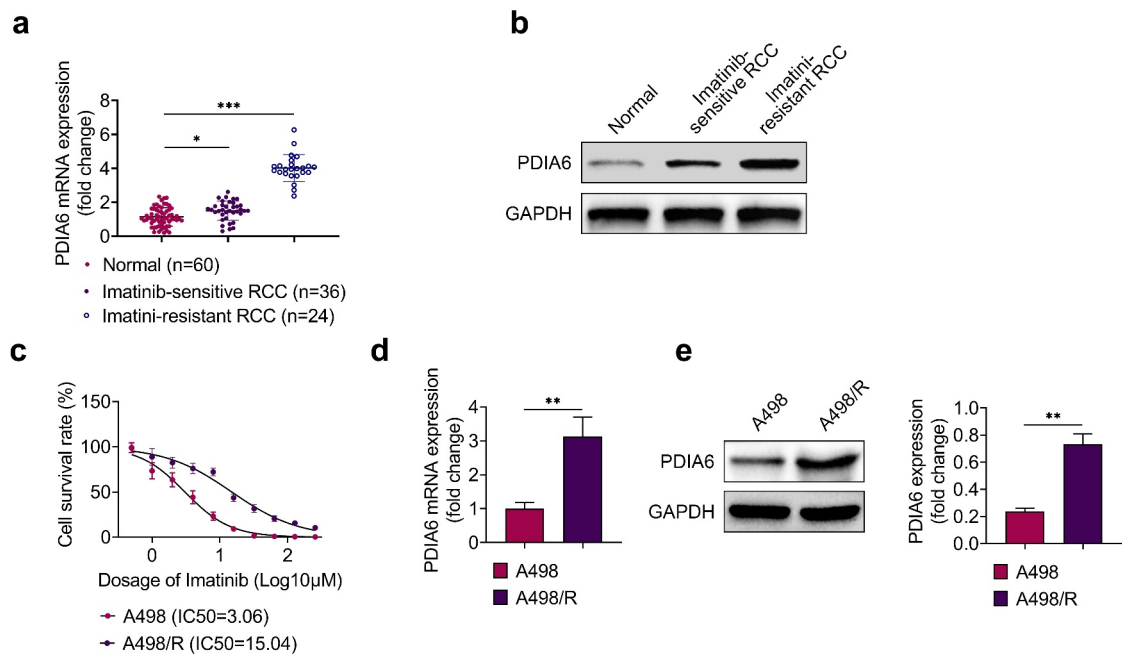 a
PDIA6 mRNA expression
(fold change)
8
6
4
2
0
***
*
Normal (n=60)
Imatinib-sensitive RCC (n=36)
Imatini-resistant RCC (n=24)
b
Normal
Imatinib-
sensitive RCC
Imatini-
resistant RCC
PDIA6
GAPDH
c
Cell survival rate (%)
150
100
50
0
0 1 2
Dosage of Imatinib (Log10μM)
A498 (IC50=3.06)
A498/R (IC50=15.04)
d
PDIA6 mRNA expression
(fold change)
4
3
2
1
0
**
A498
A498/R
e
A498
A498/R
PDIA6
GAPDH
PDIA6 expression
(fold change)
1.0
0.8
0.6
0.4
0.2
0.0
**
A498
A498/R